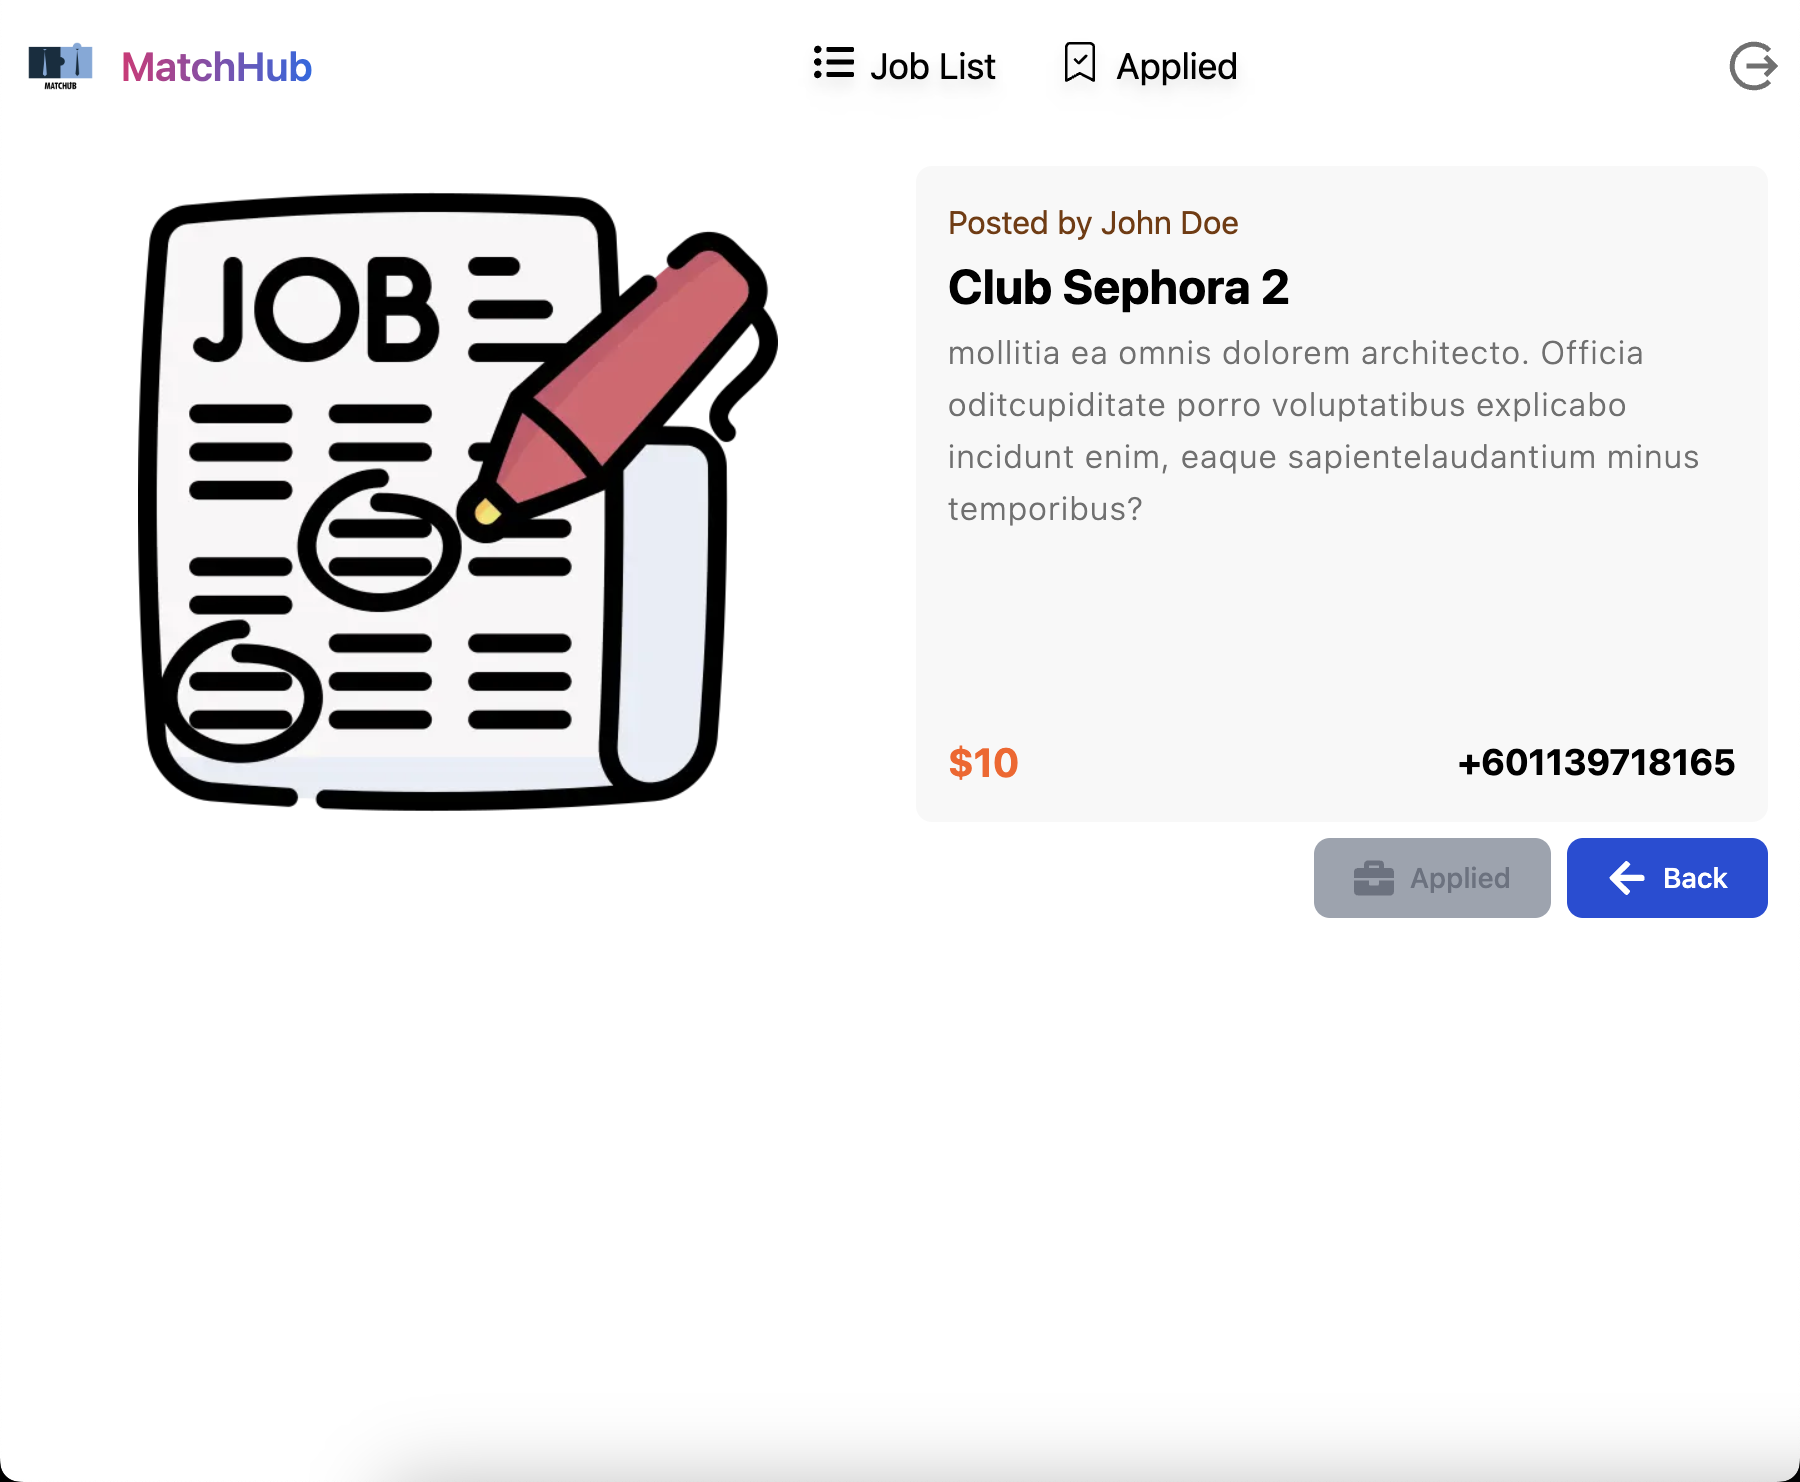 MATCHUB
MatchHub
Job List
Applied
JOB
Posted by John Doe
Club Sephora 2
mollitia ea omnis dolorem architecto. Officia
oditcupiditate porro voluptatibus explicabo
incidunt enim, eaque sapientelaudantium minus
temporibus?
$10
+601139718165
Applied
Back